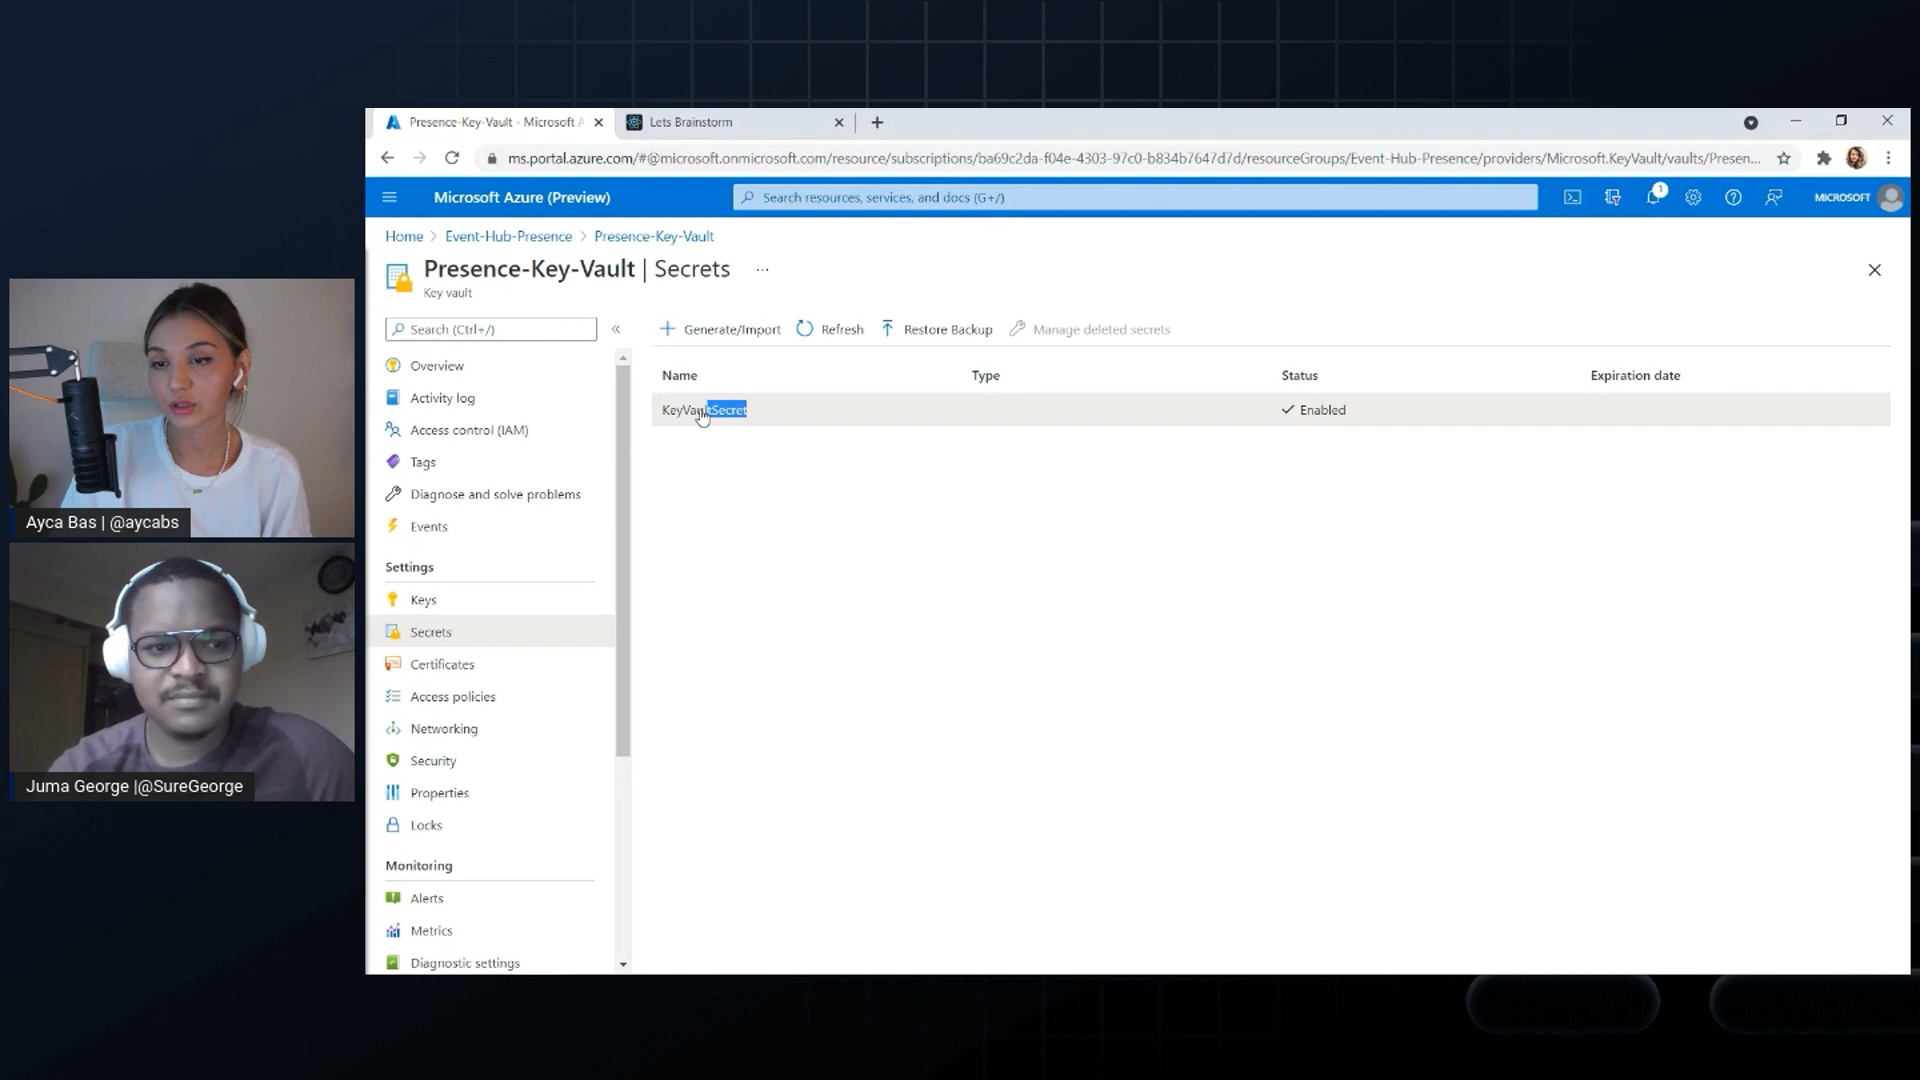 Presence-Key-Vault - Microsoft A
Lets Brainstorm
ms.portal.azure.com/#@microsoft.onmicrosoft.com/resource/subscriptions/ba69c2da-f04e-4303-97c0-b834b7647d7d/resourceGroups/Event-Hub-Presence/providers/Microsoft.KeyVault/vaults/Presen...
Microsoft Azure (Preview)
Search resources, services, and docs (G+/)
1
MICROSOFT
Home > Event-Hub-Presence > Presence-Key-Vault
Presence-Key-Vault | Secrets ...
Key vault
Search (Ctrl+/)
Generate/Import Refresh Restore Backup Manage deleted secrets
Name Type Status Expiration date
KeyVaultSecret Enabled
Overview
Activity log
Access control (IAM)
Tags
Diagnose and solve problems
Events
Settings
Keys
Secrets
Certificates
Access policies
Networking
Security
Properties
Locks
Monitoring
Alerts
Metrics
Diagnostic settings
Ayca Bas | @aycabs
Juma George |@SureGeorge